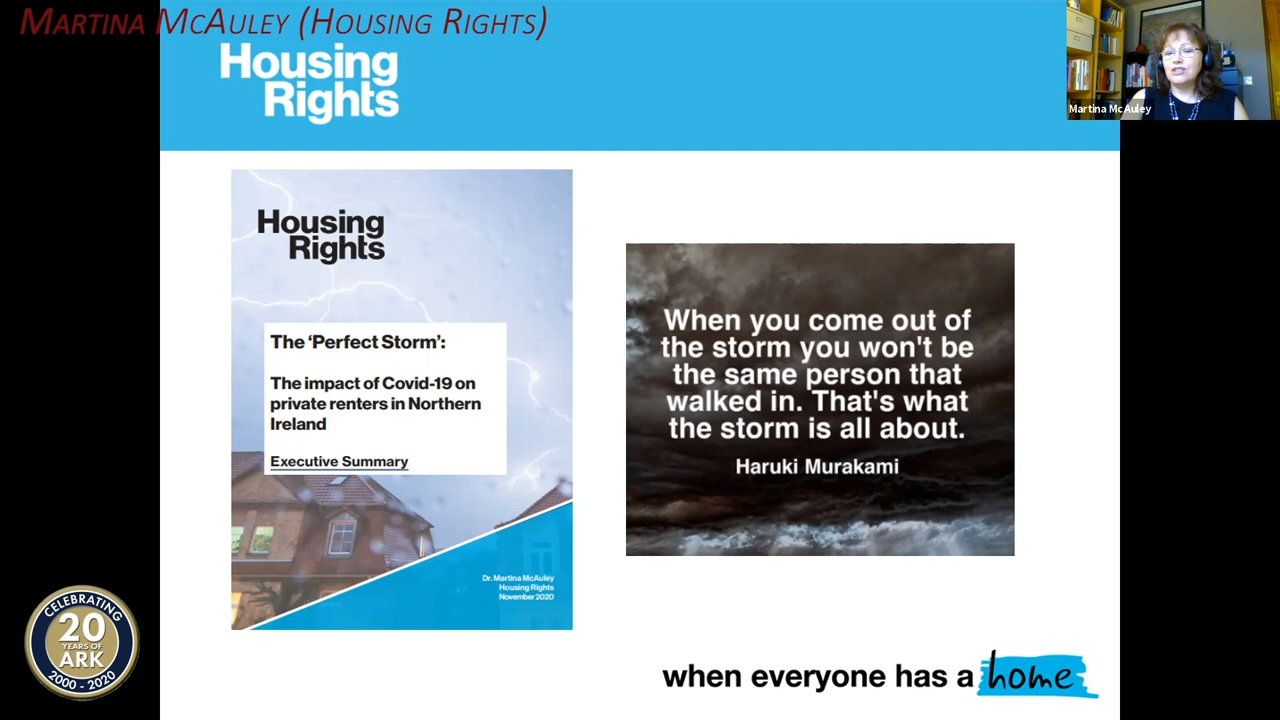 MARTINA MCAULEY (HOUSING RIGHTS)
Housing
Rights
Martina McAuley
Housing
Rights
The ‘Perfect Storm’:
The impact of Covid-19 on
private renters in Northern
Ireland
Executive Summary
Dr. Martina McAuley
Housing Rights
November 2020
When you come out of
the storm you won't be
the same person that
walked in. That's what
the storm is all about.
Haruki Murakami
CELEBRATING
20
YEARS OF
ARK
2000 - 2020
when everyone has a home